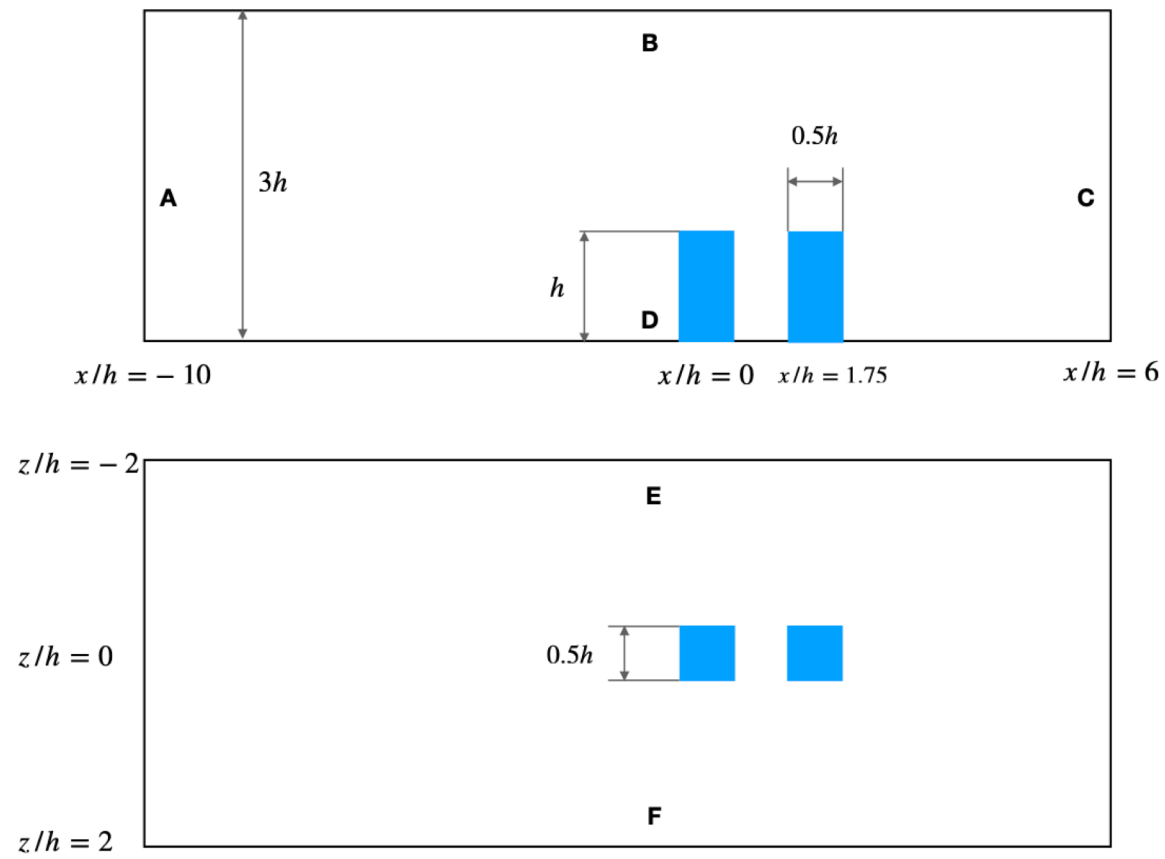 B
0.5h
3h
A
C
h
D
x/h = − 10
x/h = 0
x/h = 1.75
x/h = 6
z/h = − 2
E
0.5h
z/h = 0
F
z/h = 2